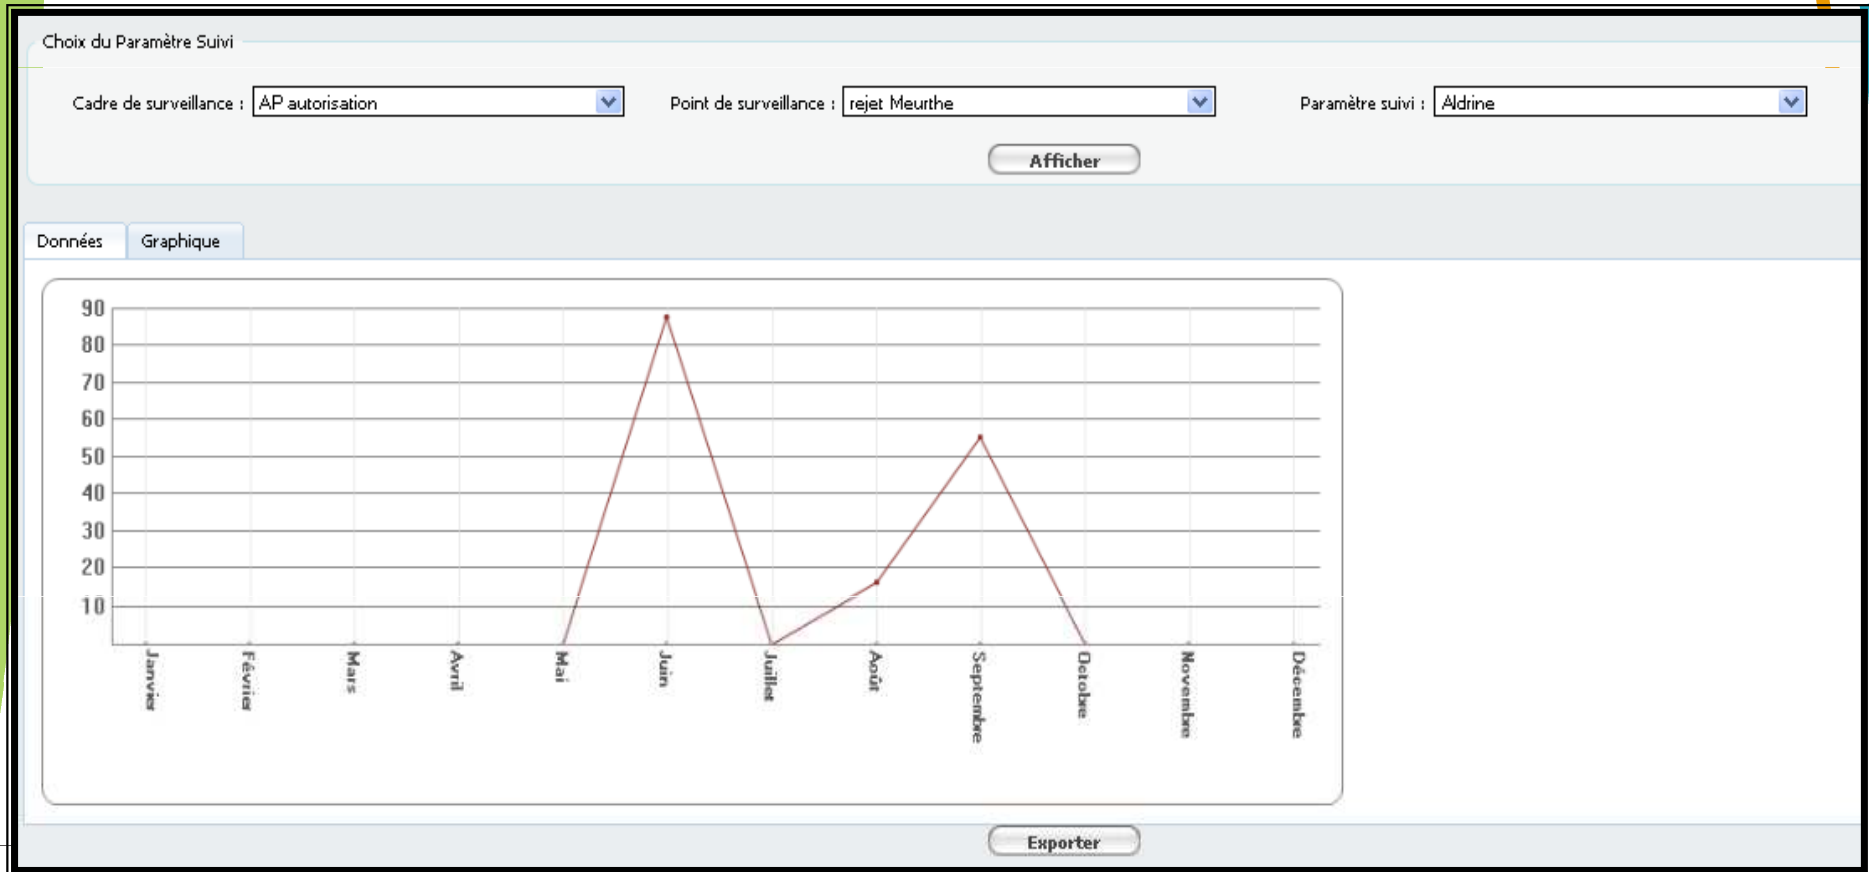 Choix du Paramètre Suivi
Cadre de surveillance : AP autorisation Point de surveillance : rejet Meurthe Paramètre suivi : Aldrine
Afficher
Données Graphique
90
80
70
60
50
40
30
20
10
Janvier Février Mars Avril Mai Juin Juillet Août Septembre Octobre Novembre Décembre
Exporter